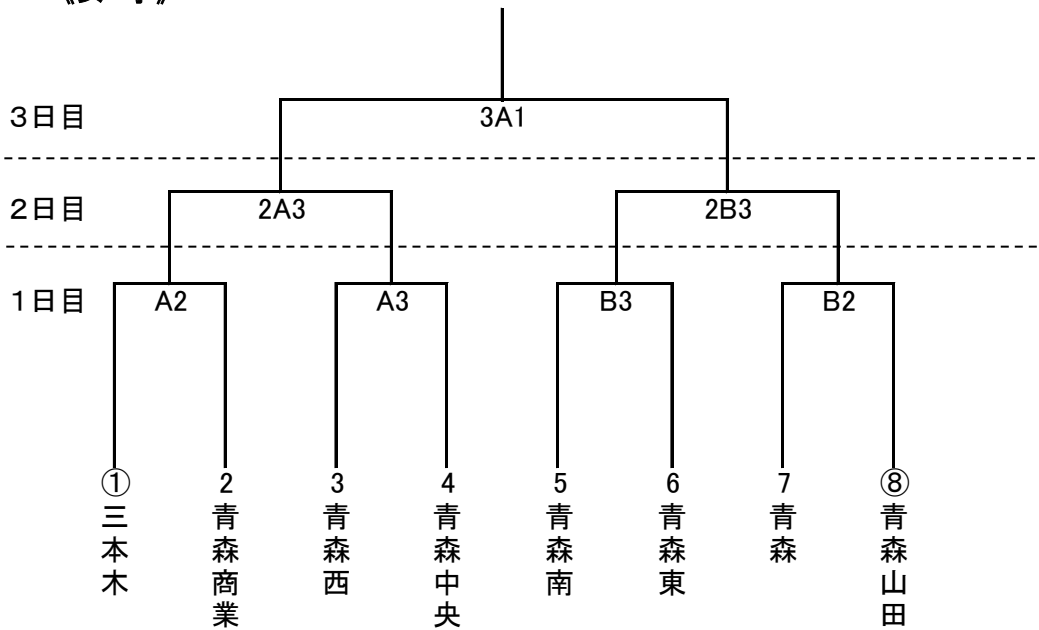 3日目
3A1
2日目
2A3
2B3
1日目
A2
A3
B3
B2
①三本木
2青森商業
3青森西
4青森中央
5青森南
6青森東
7青森
⑧青森山田